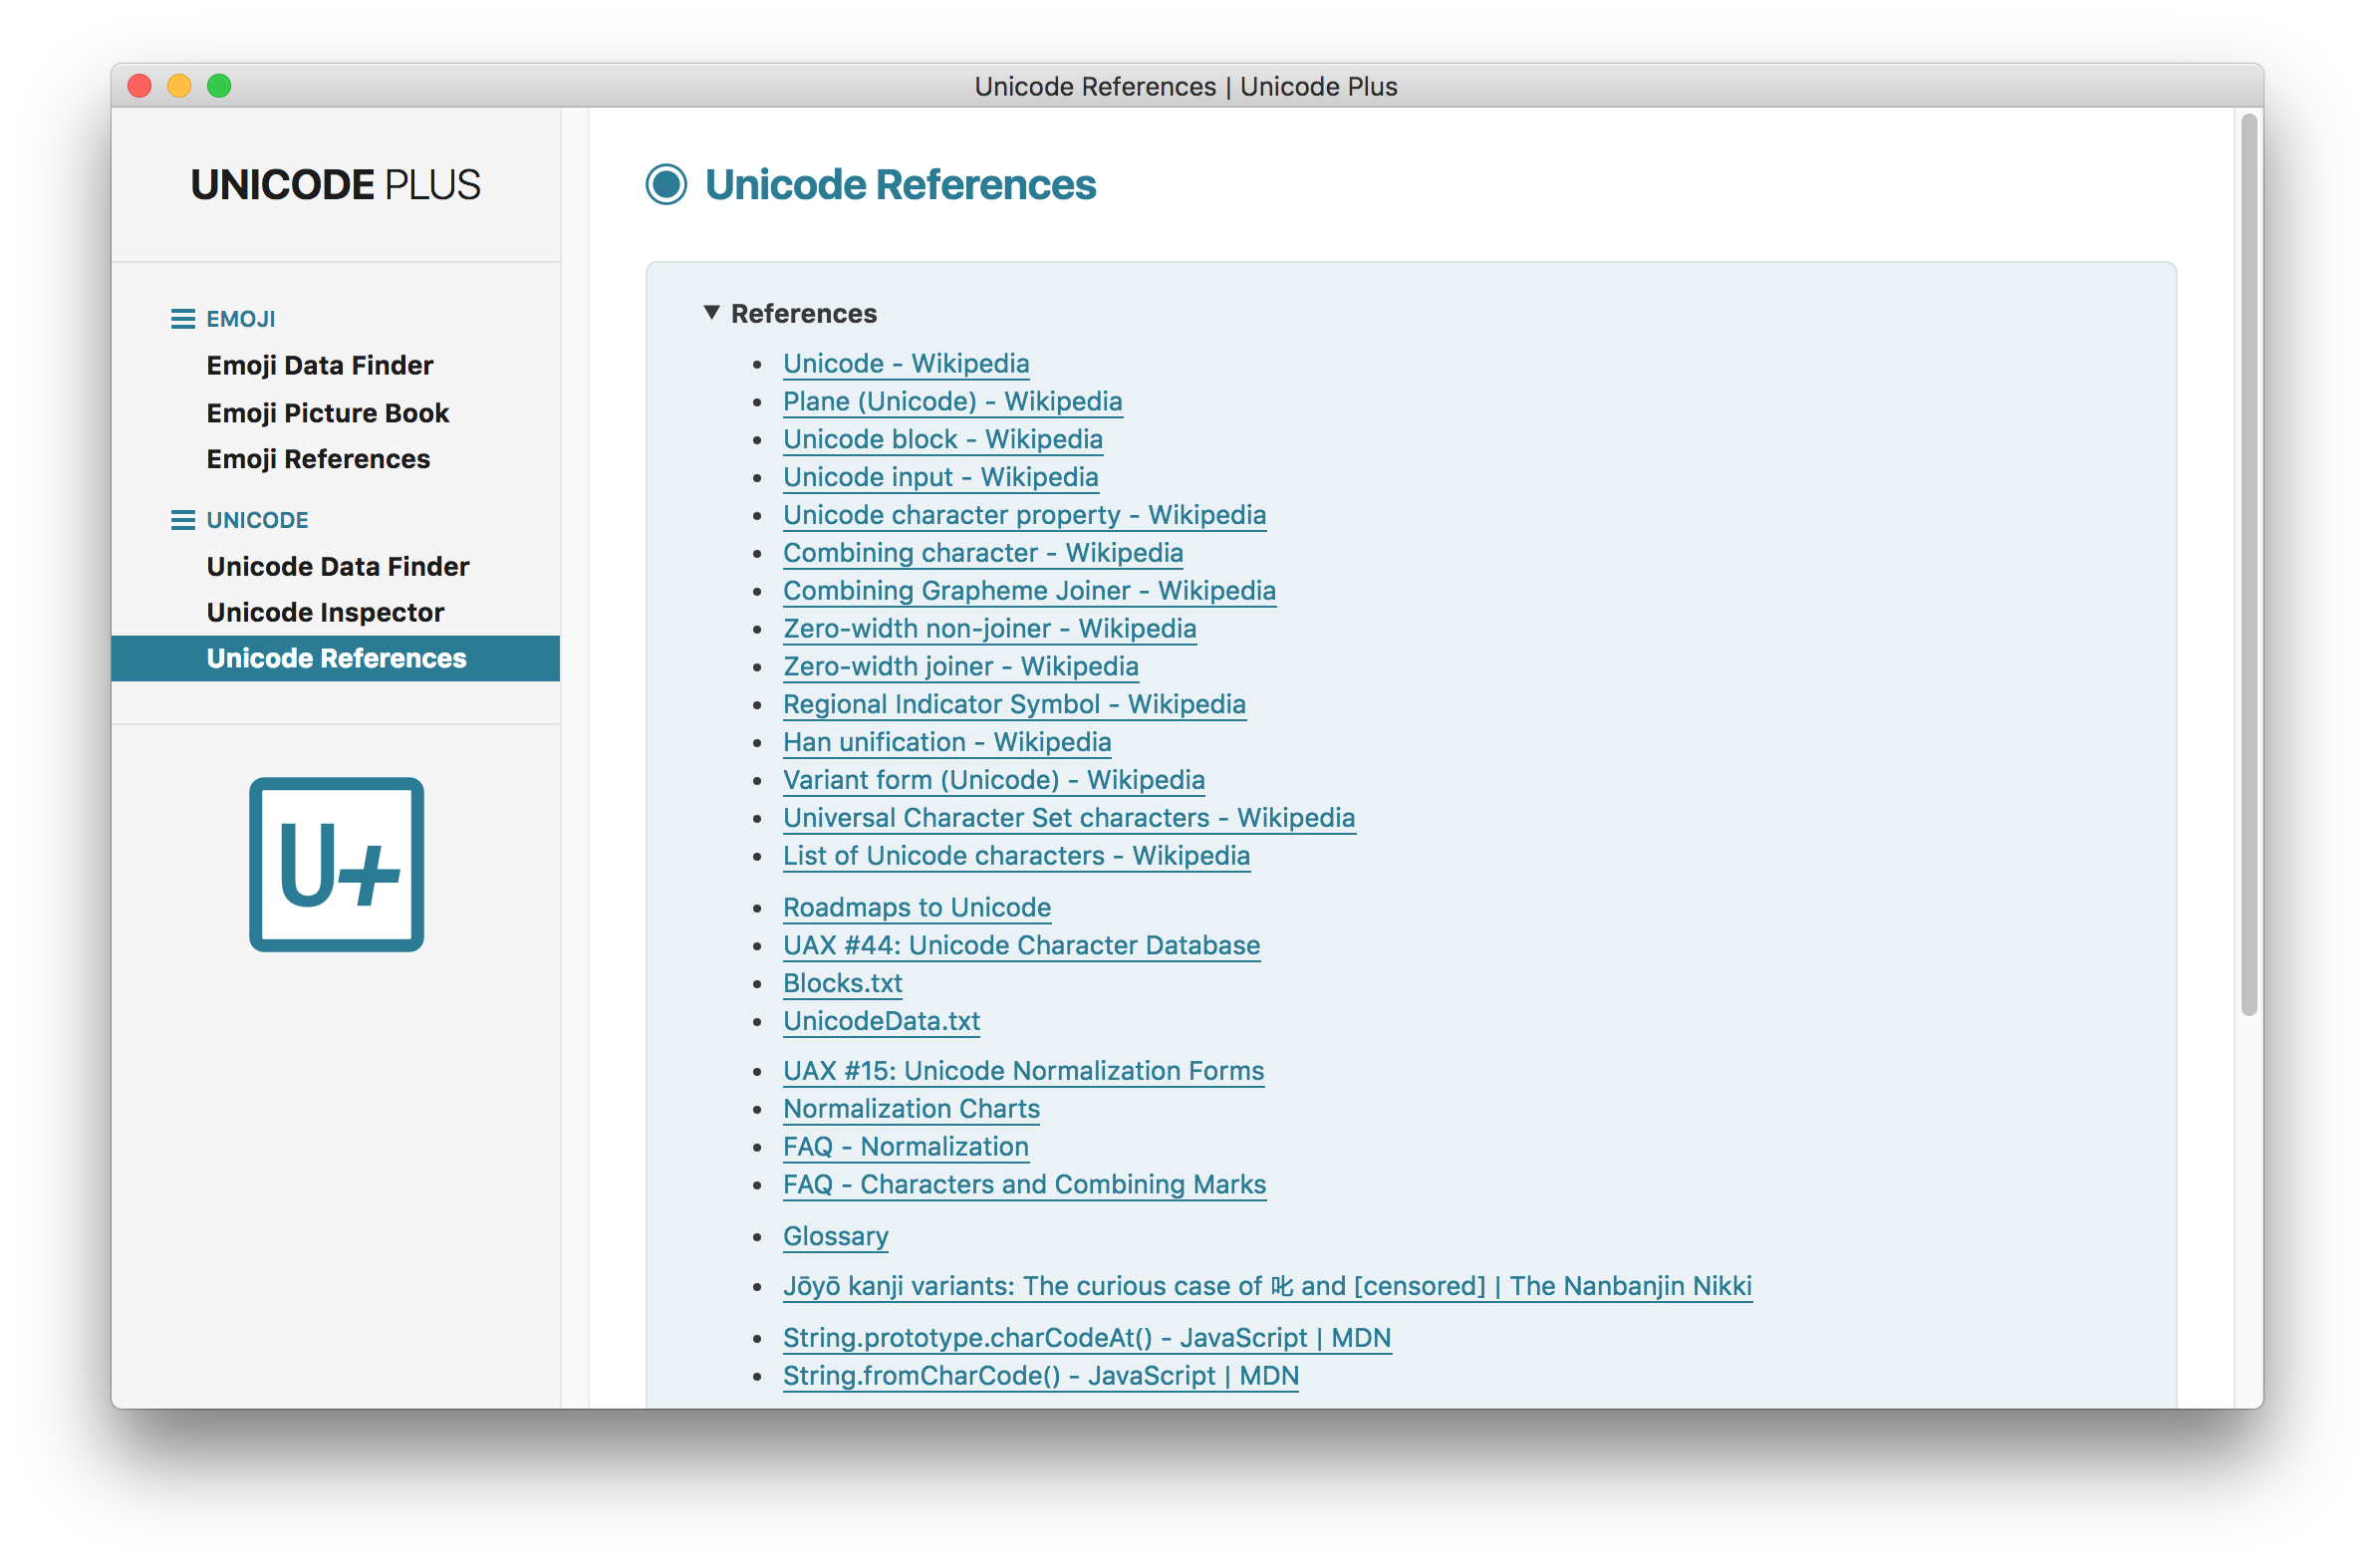 Unicode References | Unicode Plus
UNICODE PLUS
EMOJI
Emoji Data Finder
Emoji Picture Book
Emoji References
UNICODE
Unicode Data Finder
Unicode Inspector
Unicode References
U+
Unicode References
References
Unicode - Wikipedia
Plane (Unicode) - Wikipedia
Unicode block - Wikipedia
Unicode input - Wikipedia
Unicode character property - Wikipedia
Combining character - Wikipedia
Combining Grapheme Joiner - Wikipedia
Zero-width non-joiner - Wikipedia
Zero-width joiner - Wikipedia
Regional Indicator Symbol - Wikipedia
Han unification - Wikipedia
Variant form (Unicode) - Wikipedia
Universal Character Set characters - Wikipedia
List of Unicode characters - Wikipedia
Roadmaps to Unicode
UAX #44: Unicode Character Database
Blocks.txt
UnicodeData.txt
UAX #15: Unicode Normalization Forms
Normalization Charts
FAQ - Normalization
FAQ - Characters and Combining Marks
Glossary
Jōyō kanji variants: The curious case of 叱 and [censored] | The Nanbanjin Nikki
String.prototype.charCodeAt() - JavaScript | MDN
String.fromCharCode() - JavaScript | MDN